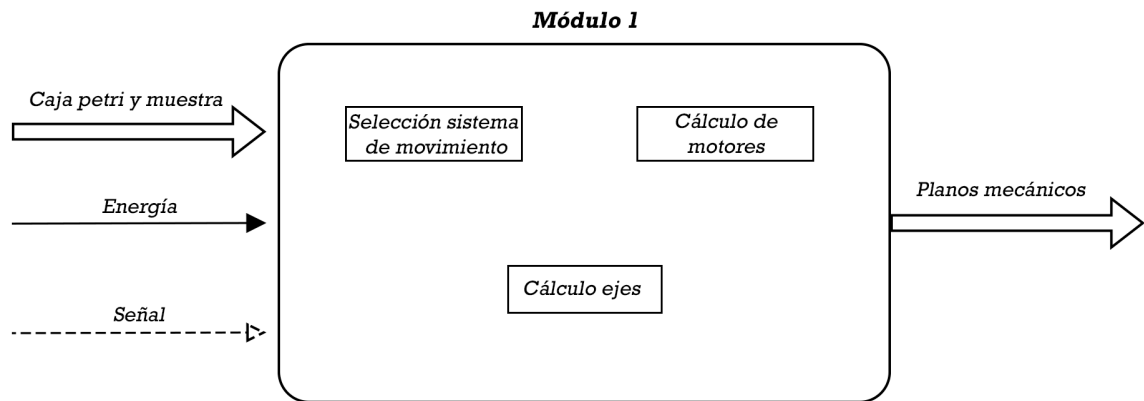 Módulo 1
Caja petri y muestra
Selección sistema
de movimiento
Cálculo de
motores
Energía
Planos mecánicos
Cálculo ejes
Señal